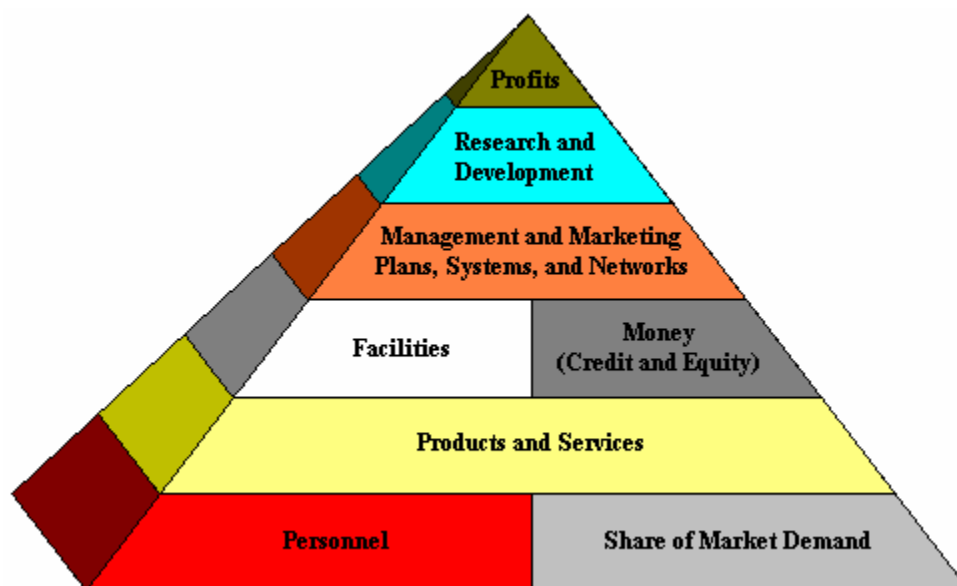 Profits
Research and
Development
Management and Marketing
Plans, Systems, and Networks
Facilities
Money
(Credit and Equity)
Products and Services
Personnel
Share of Market Demand